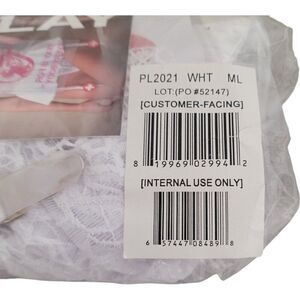 LAY
PL2021 WHT ML
LOT:(PO #52147)
[CUSTOMER-FACING]
8 19969 02994 2
[INTERNAL USE ONLY]
6 57447 08489 8